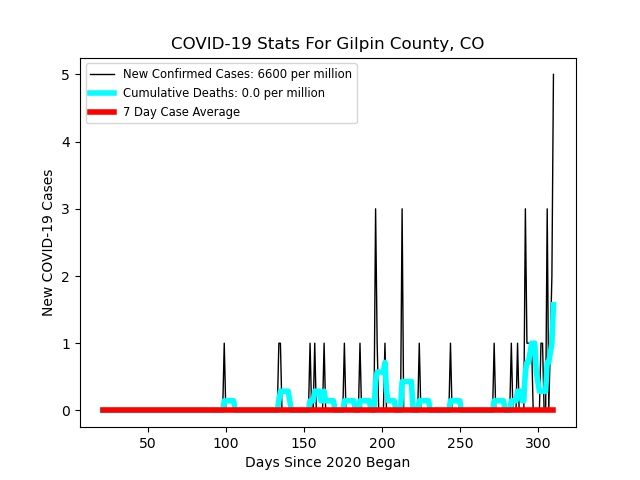 COVID-19 Stats For Gilpin County, CO
New Confirmed Cases: 6600 per million
Cumulative Deaths: 0.0 per million
7 Day Case Average
New COVID-19 Cases
5
4
3
2
1
0
50 100 150 200 250 300
Days Since 2020 Began